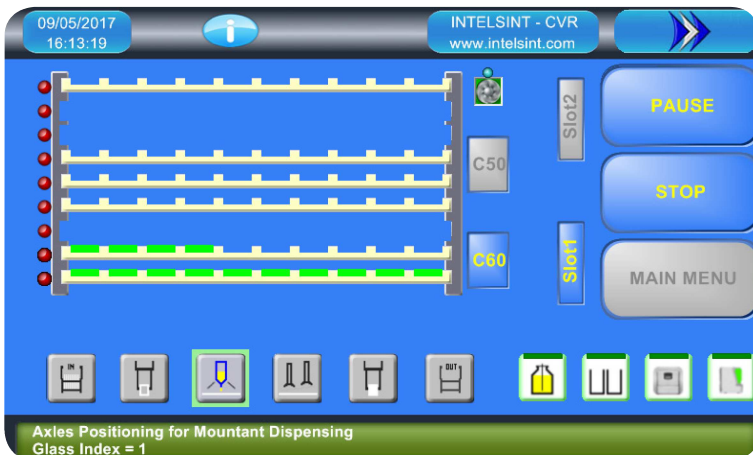 09/05/2017
16:13:19
INTELSINT - CVR
www.intelsint.com
PAUSE
Slot2
C50
STOP
C60
Slot1
MAIN MENU
IN
OUT
Axles Positioning for Mountant Dispensing
Glass Index = 1